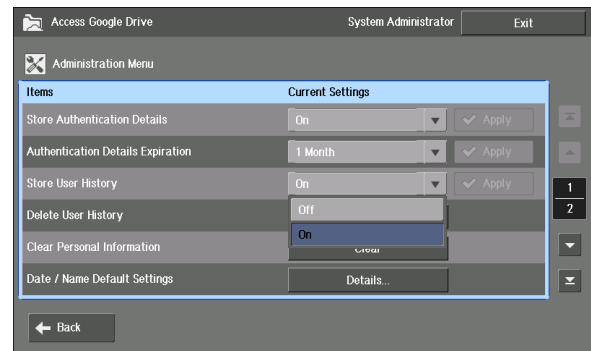 Access Google Drive System Administrator Exit
Administration Menu
Items Current Settings
Store Authentication Details On Apply
Authentication Details Expiration 1 Month Apply
Store User History On Apply
1
2
Off
Delete User History
On
Clear Personal Information Clear
Date / Name Default Settings Details...
Back